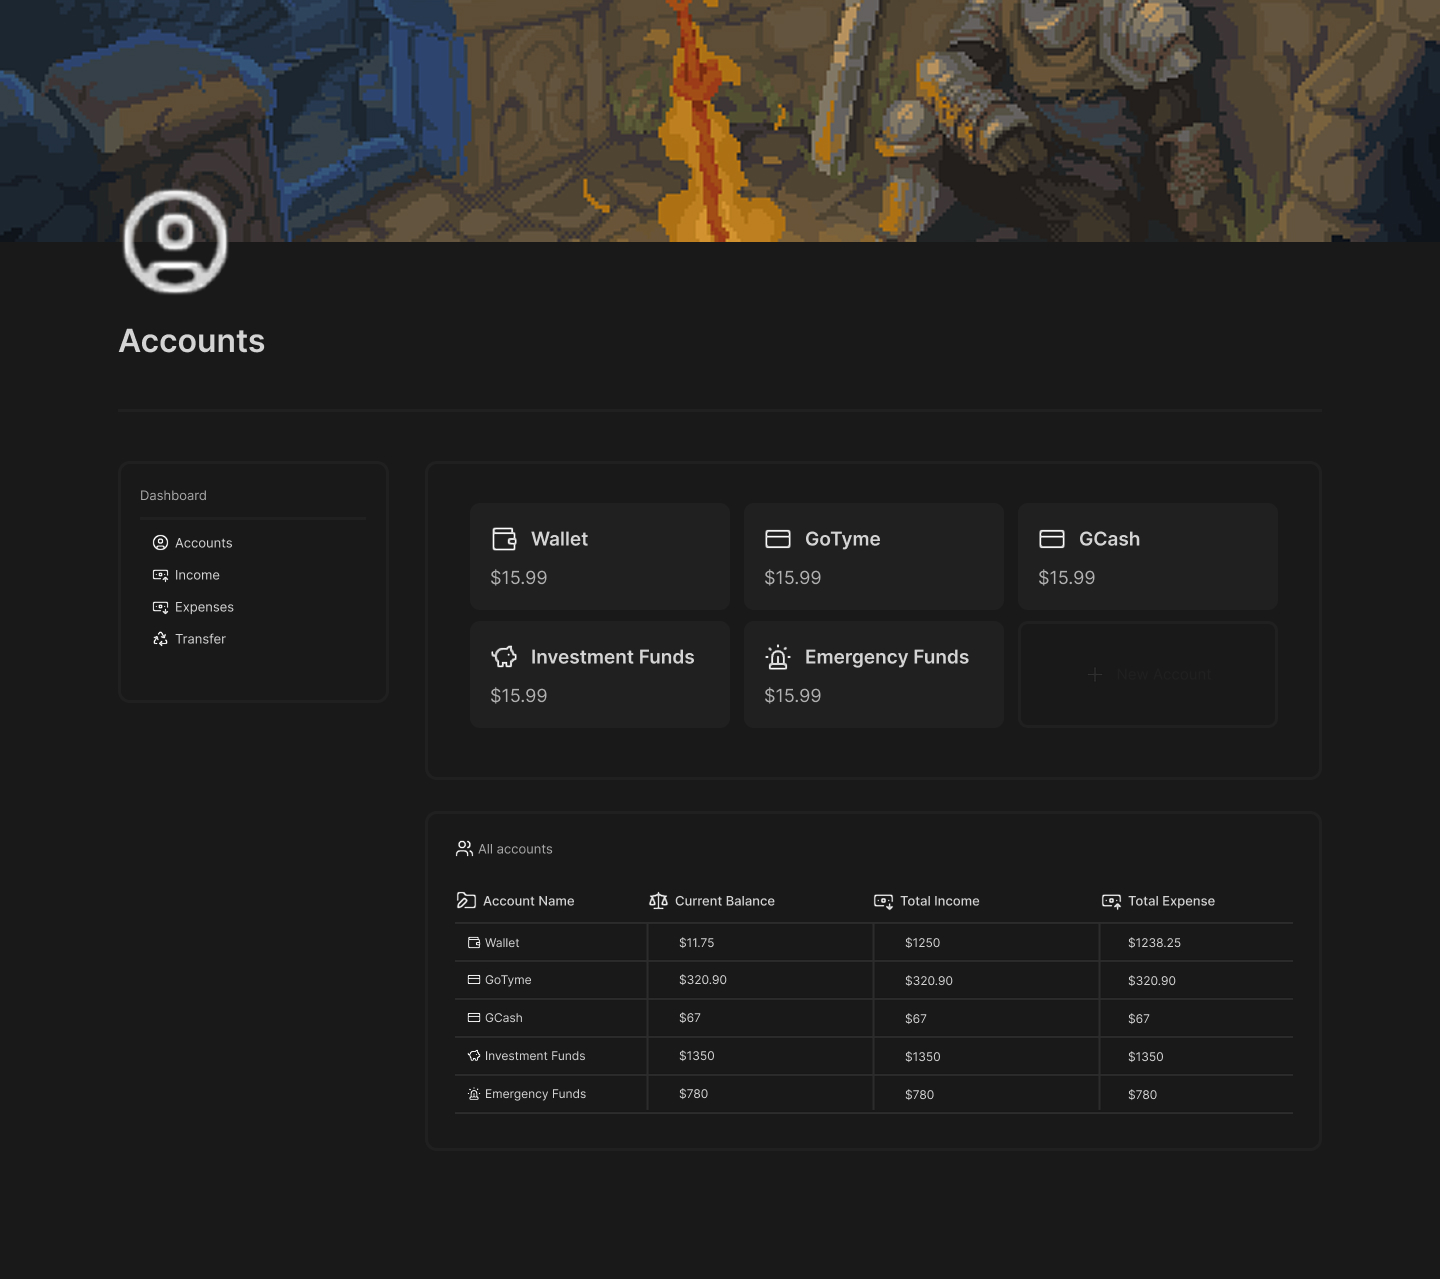 Accounts
Dashboard
Accounts
Income
Expenses
Transfer
Wallet
$15.99
GoTyme
$15.99
GCash
$15.99
Investment Funds
$15.99
Emergency Funds
$15.99
New Account
All accounts
Account Name Current Balance Total Income Total Expense
Wallet $11.75 $1250 $1238.25
GoTyme $320.90 $320.90 $320.90
GCash $67 $67 $67
Investment Funds $1350 $1350 $1350
Emergency Funds $780 $780 $780